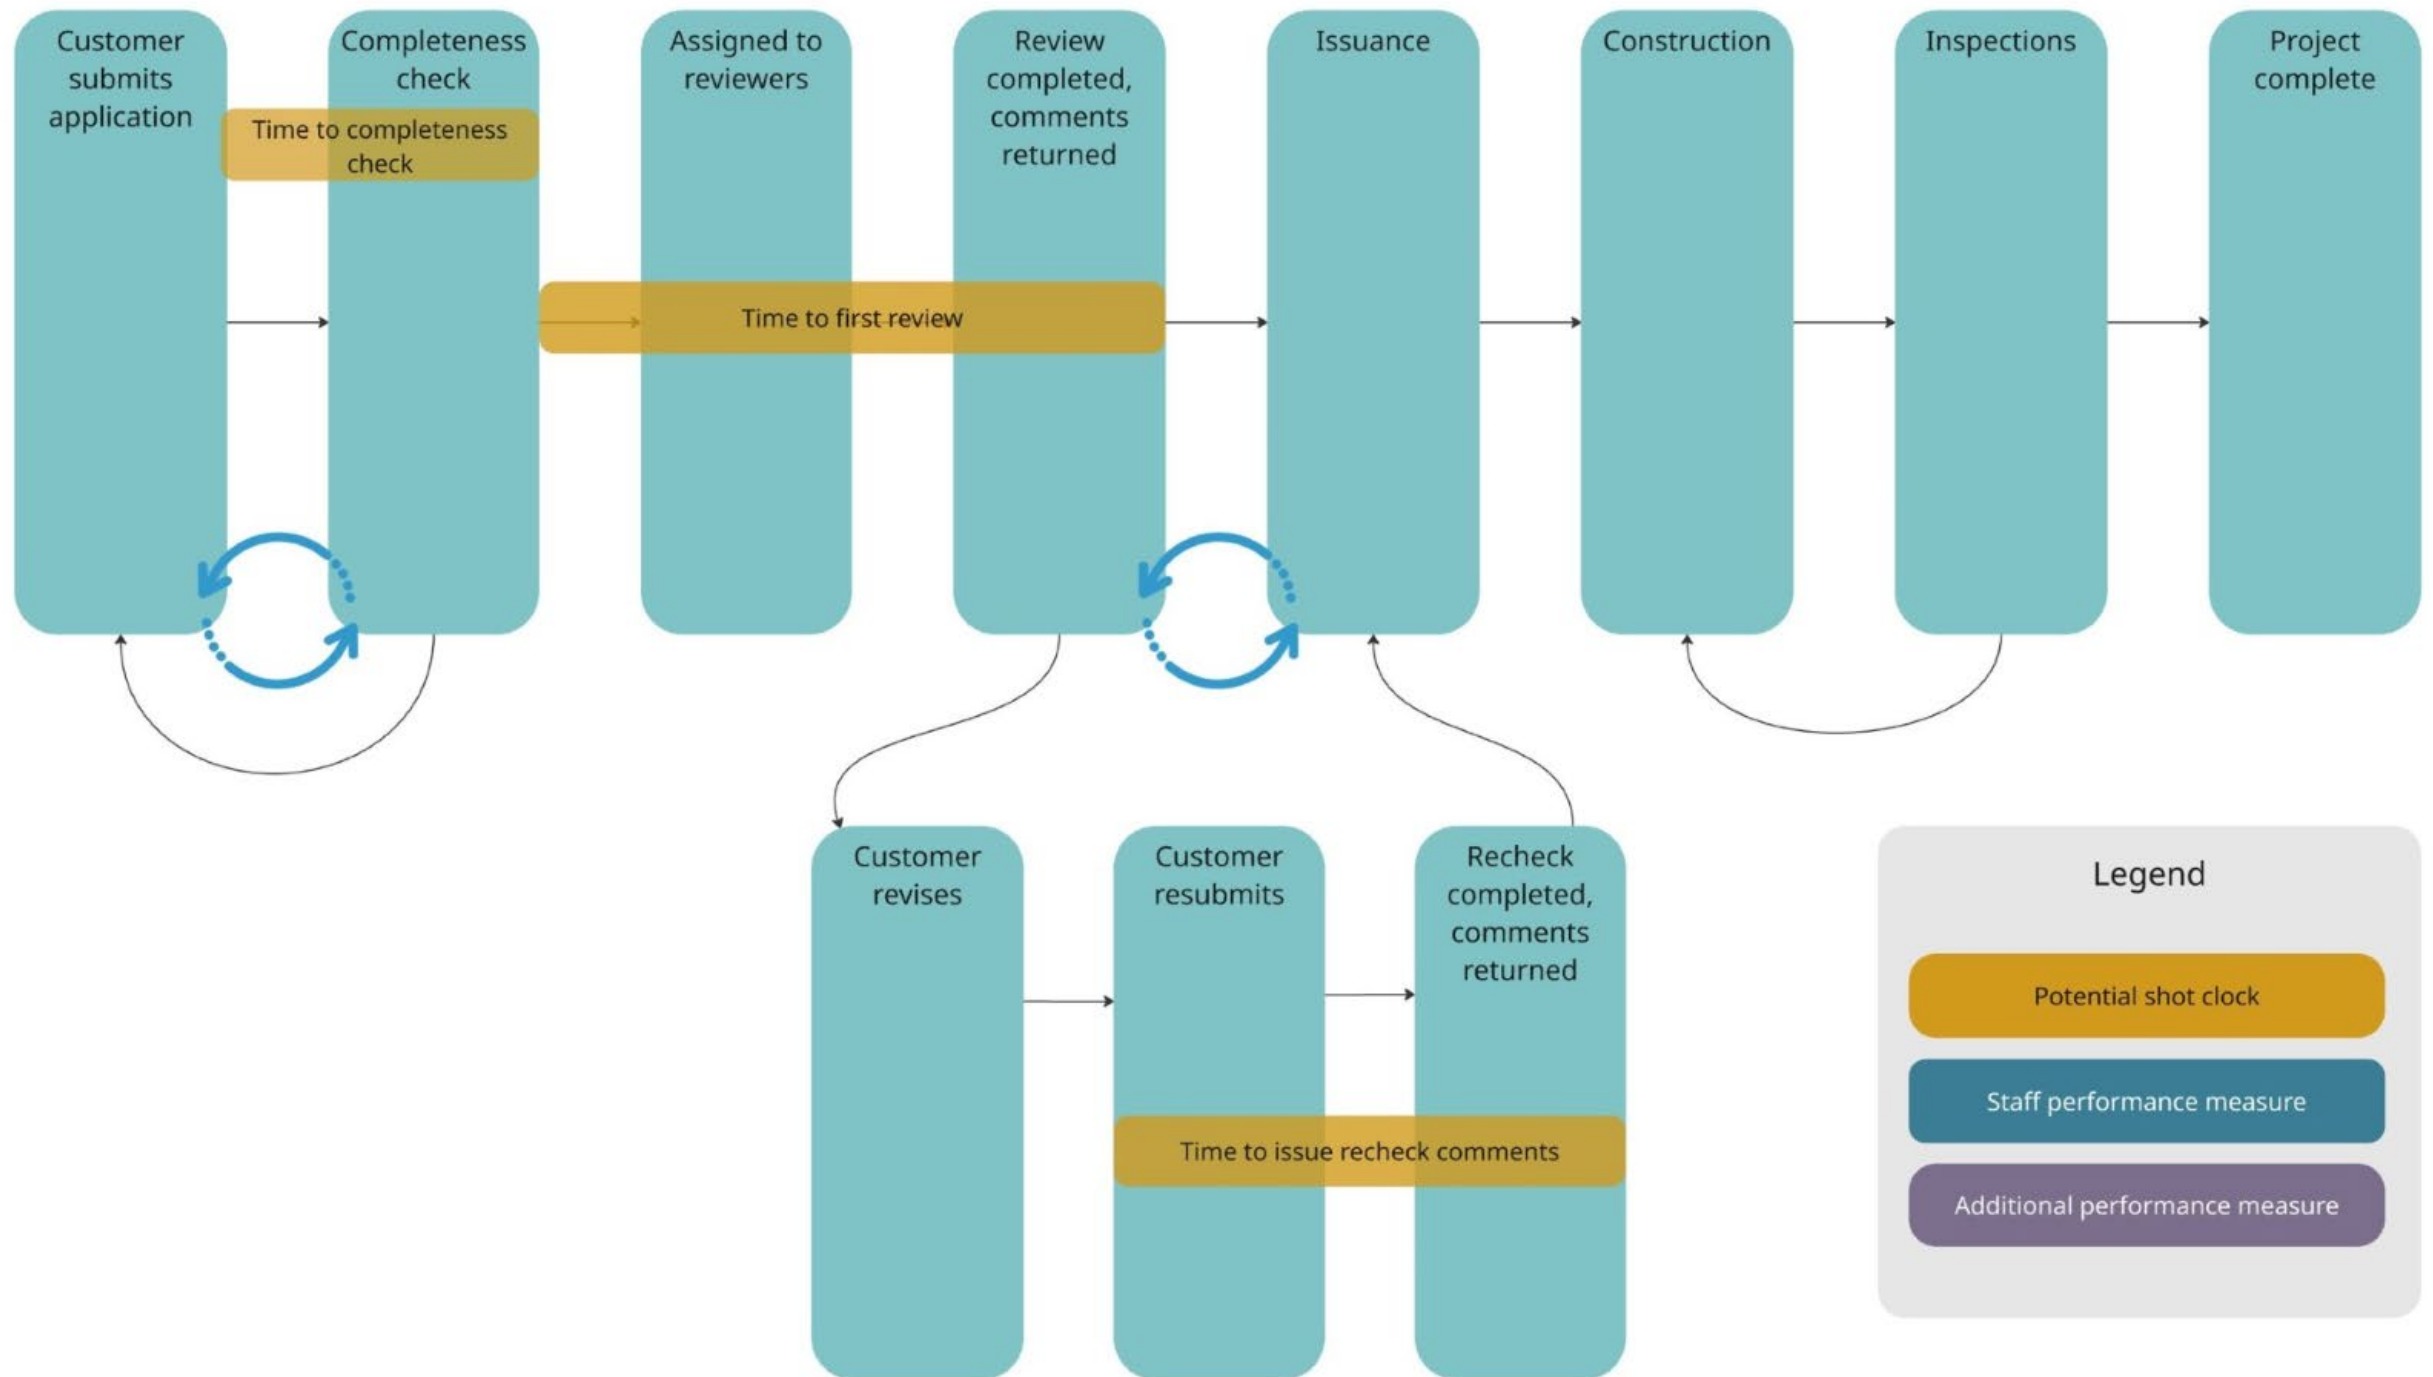 Customer
submits
application
Completeness
check
Assigned to
reviewers
Review
completed,
comments
returned
Issuance
Construction
Inspections
Project
complete
Time to completeness
check
Time to first review
Customer
revises
Customer
resubmits
Recheck
completed,
comments
returned
Time to issue recheck comments
Legend
Potential shot clock
Staff performance measure
Additional performance measure